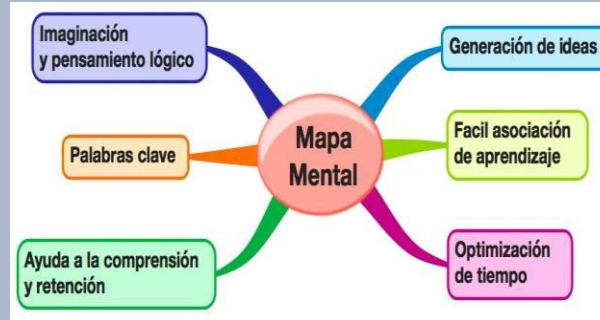 Imaginación
y pensamiento lógico
Generación de ideas
Palabras clave
Mapa
Mental
Facil asociación
de aprendizaje
Ayuda a la comprensión
y retención
Optimización
de tiempo